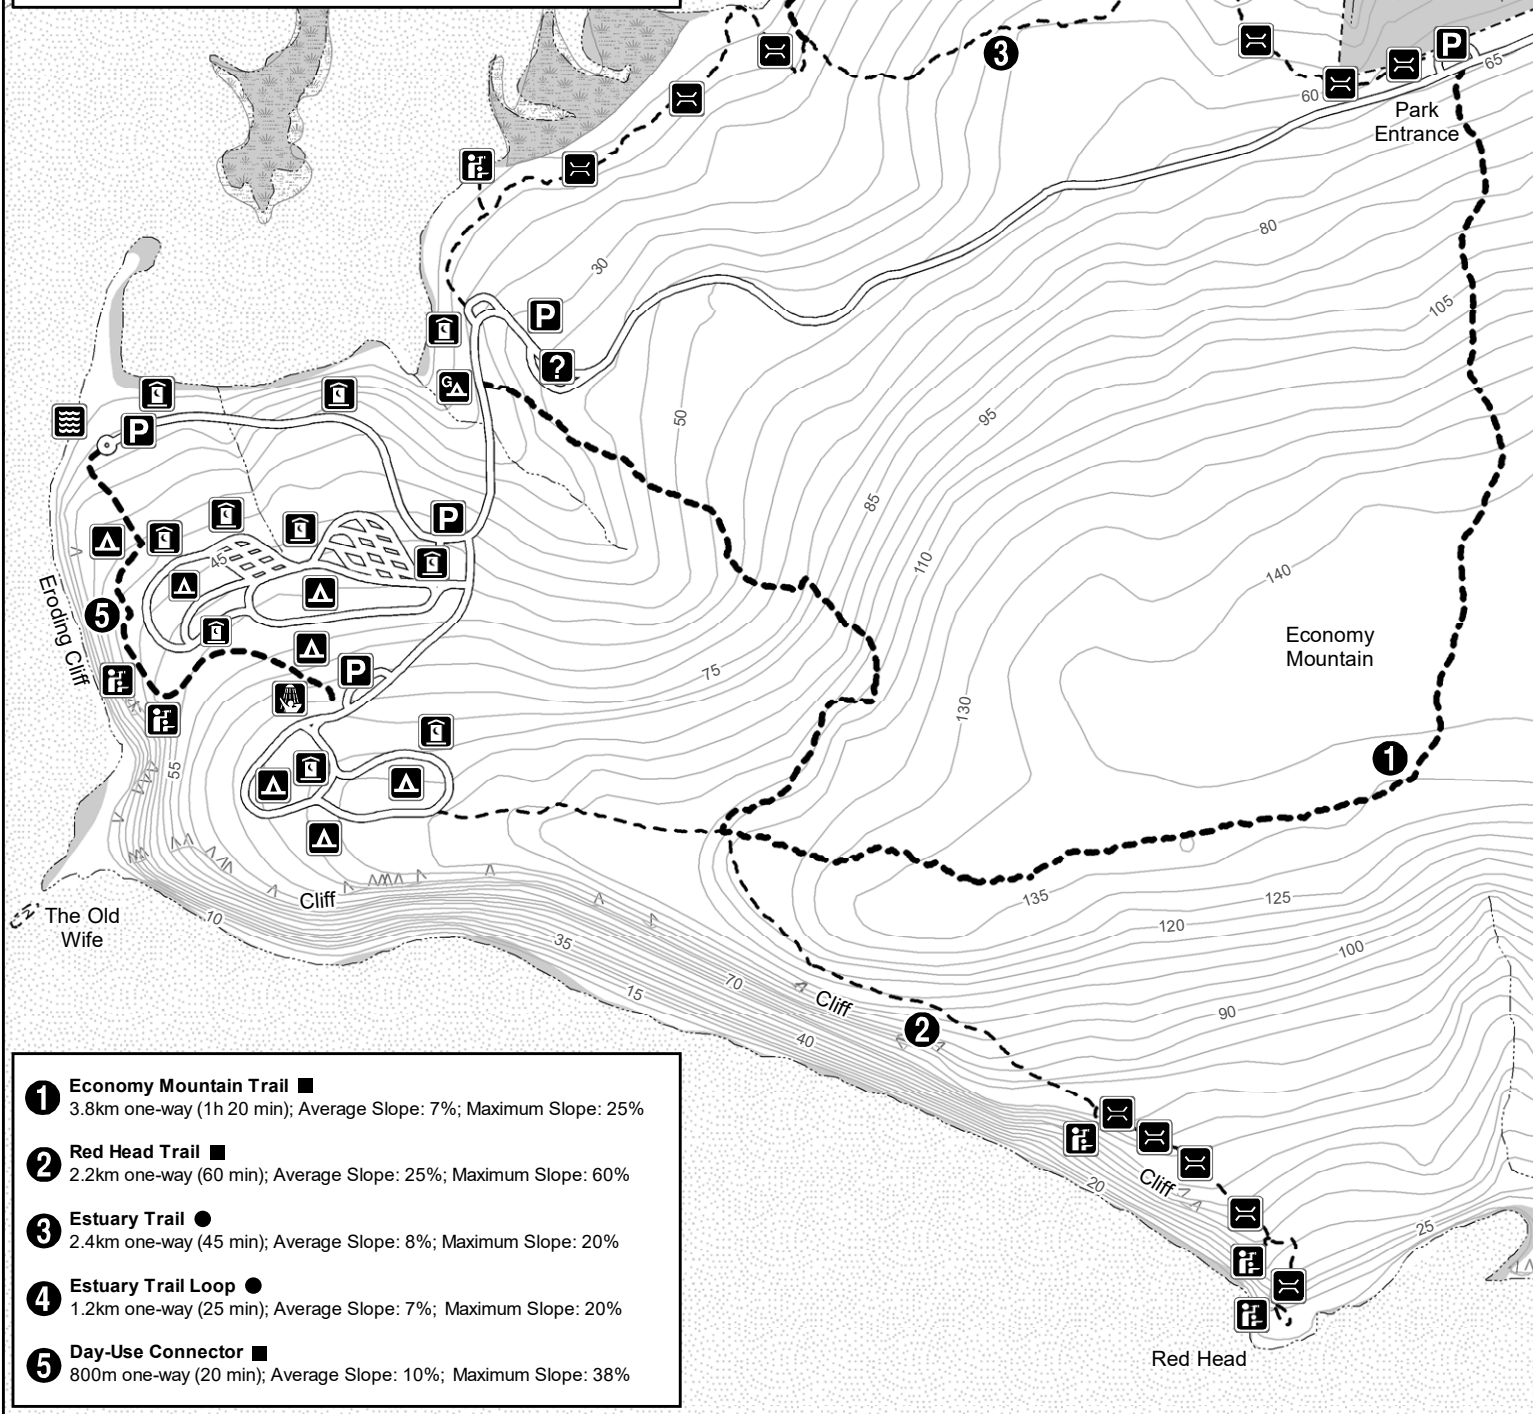 3
P
65
60
Park
Entrance
80
30
105
P
?
G
50
95
P
85
P
45
110
140
5
Eroding Cliff
Economy
Mountain
75
P
130
1
55
Cliff
135
125
10
120
The Old
Wife
35
100
70
15
Cliff
90
40
2
20
Cliff
25
Red Head
1 Economy Mountain Trail
3.8km one-way (1h 20 min); Average Slope: 7%; Maximum Slope: 25%
2 Red Head Trail
2.2km one-way (60 min); Average Slope: 25%; Maximum Slope: 60%
3 Estuary Trail
2.4km one-way (45 min); Average Slope: 8%; Maximum Slope: 20%
4 Estuary Trail Loop
1.2km one-way (25 min); Average Slope: 7%; Maximum Slope: 20%
5 Day-Use Connector
800m one-way (20 min); Average Slope: 10%; Maximum Slope: 38%